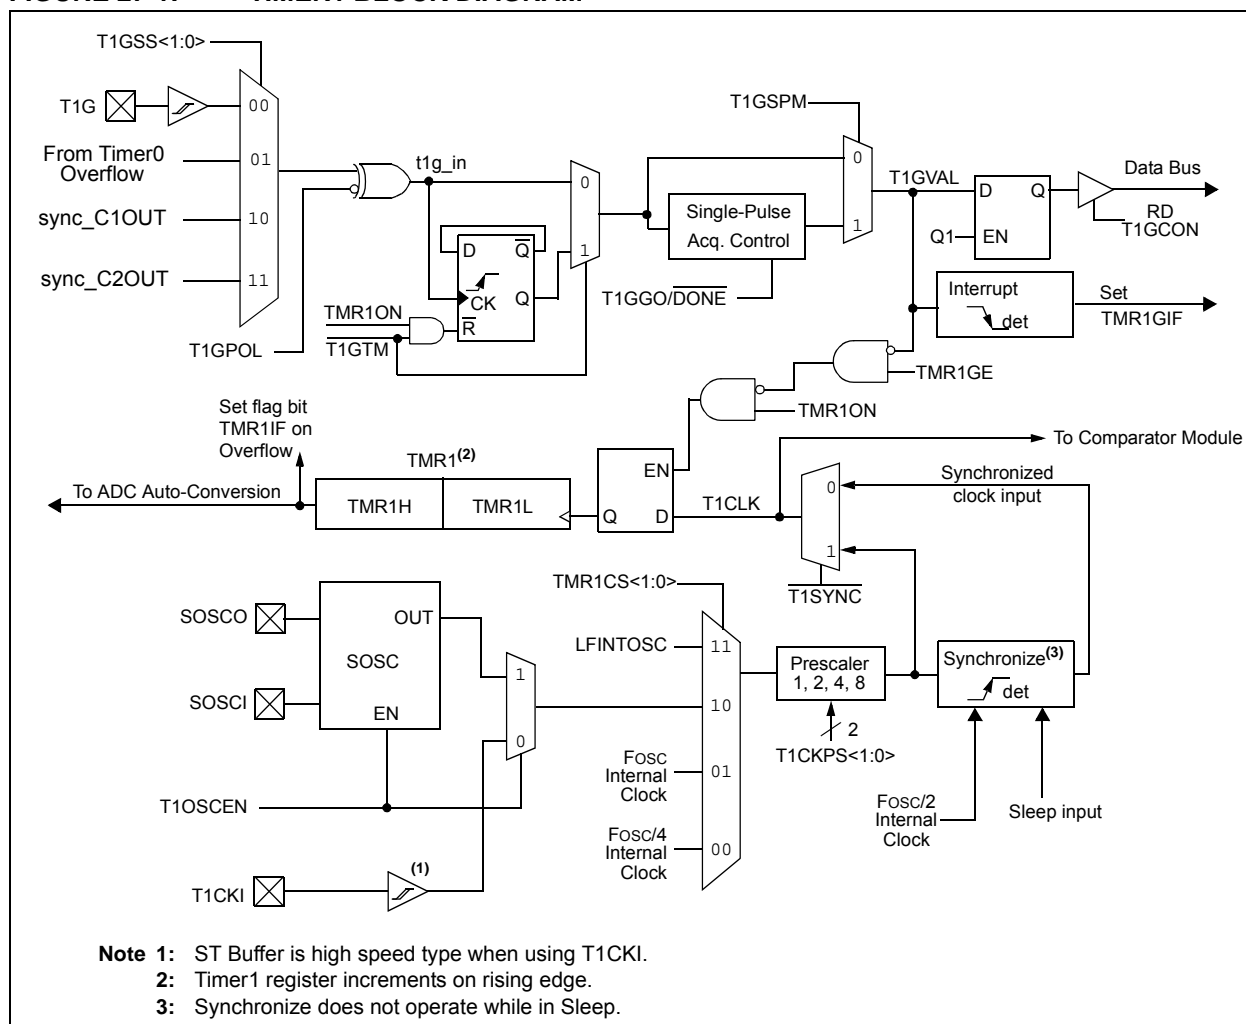 T1GSS<1:0>
T1G
00
From Timer0
Overflow
01
sync_C1OUT
10
sync_C2OUT
11
T1GPOL
t1g_in
0
1
D
Q
CK
Q
R
TMR1ON
T1GTM
T1GSPM
0
1
Single-Pulse
Acq. Control
T1GGO/DONE
T1GVAL
D
Q
Q1
EN
Data Bus
RD
T1GCON
Interrupt
det
Set
TMR1GIF
TMR1GE
TMR1ON
Set flag bit
TMR1IF on
Overflow
To ADC Auto-Conversion
TMR1(2)
TMR1H
TMR1L
EN
Q
D
T1CLK
To Comparator Module
0
1
Synchronized
clock input
T1SYNC
SOSCO
SOSCI
OUT
SOSC
EN
1
0
T1OSCEN
T1CKI
(1)
TMR1CS<1:0>
LFINTOSC
11
10
FOSC
Internal
Clock
01
FOSC/4
Internal
Clock
00
Prescaler
1, 2, 4, 8
2
T1CKPS<1:0>
Synchronize(3)
det
FOSC/2
Internal
Clock
Sleep input
Note 1: ST Buffer is high speed type when using T1CKI.
2: Timer1 register increments on rising edge.
3: Synchronize does not operate while in Sleep.